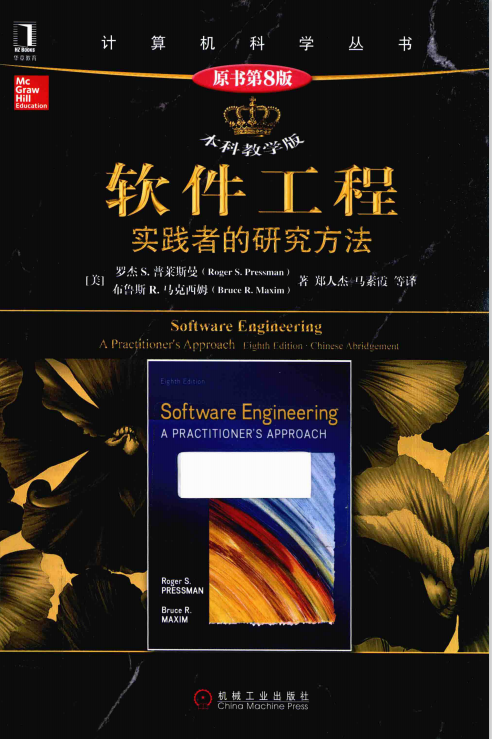 HZ Books
华章教育
计算机科学丛书
Mc
Graw
Hill
Education
原书第8版
本科教学版
软件工程
实践者的研究方法
[美] 罗杰 S. 普莱斯曼 (Roger S. Pressman)
布鲁斯 R. 马克西姆 (Bruce R. Maxim) 著 郑人杰 马素霞 等译
Software Engineering
A Practitioner's Approach Eighth Edition · Chinese Abridgement
Eighth Edition
Software Engineering
A PRACTITIONER'S APPROACH
Roger S.
PRESSMAN
Bruce R.
MAXIM
机械工业出版社
China Machine Press